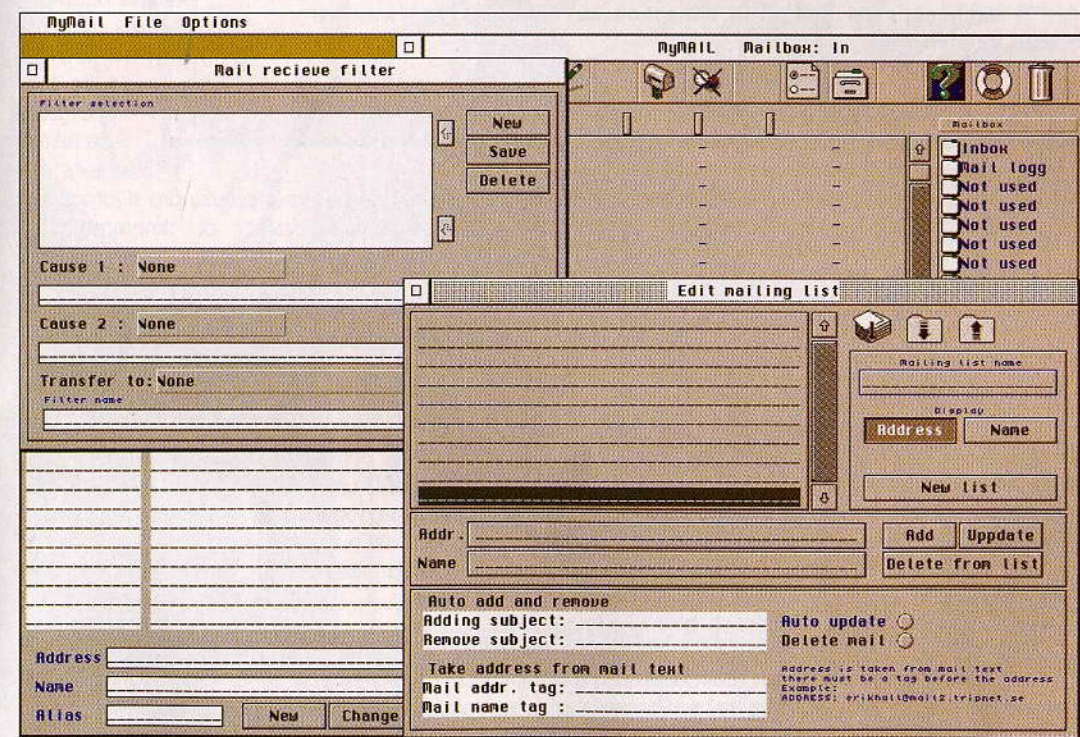 MyMail File Options
MyMAIL Mailbox: In
Mail recieve filter
Filter selection
New
Save
Delete
Cause 1 : None
Cause 2 : None
Transfer to: None
Filter name
Mailbox
Inbox
Mail logg
Not used
Not used
Not used
Not used
Not used
Edit mailing list
Mailing list name
Display
Address Name
New list
Addr.
Name
Add Uppdate
Delete from list
Auto add and remove
Adding subject:
Remove subject:
Auto update
Delete mail
Take address from mail text
Mail addr. tag:
Mail name tag :
Address is taken from mail text
there must be a tag before the address
Example:
ADDRESS: erikhall@mail2.tripnet.se
Address
Name
Alias
New Change